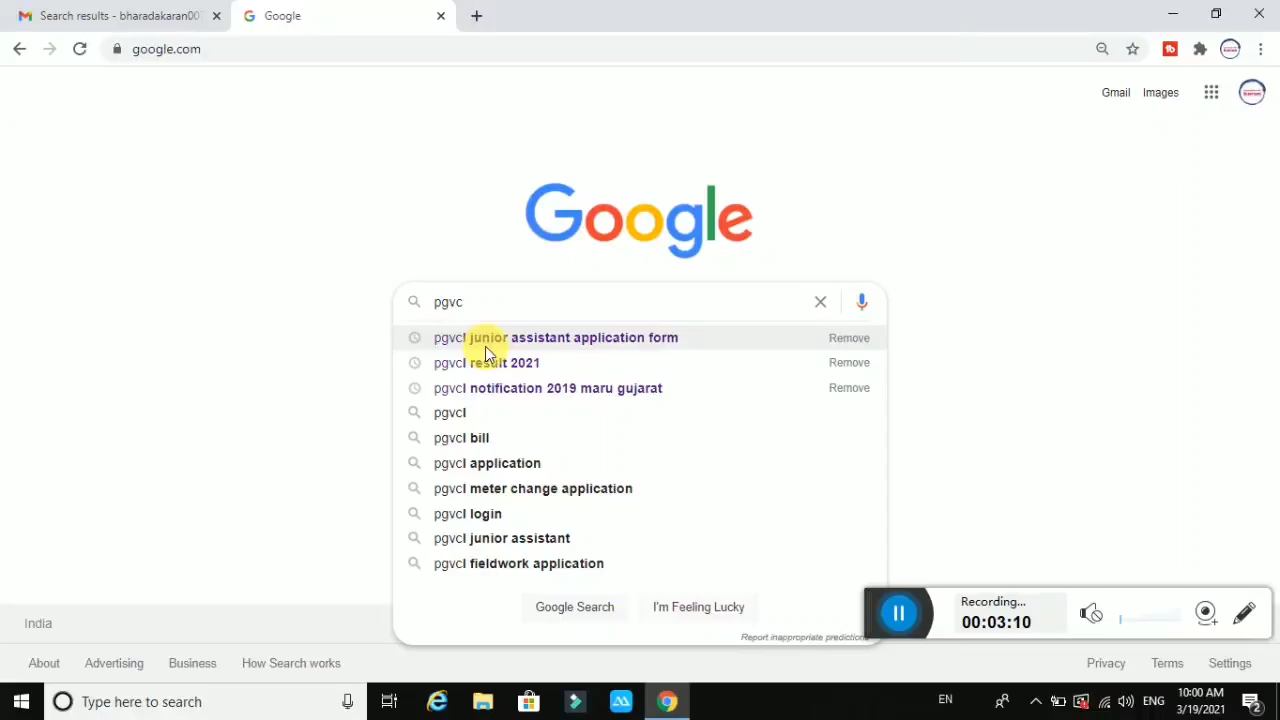 Search results - bharadakaran007
Google
google.com
Gmail Images
Google
pgvc
pgvcl junior assistant application form Remove
pgvcl result 2021 Remove
pgvcl notification 2019 maru gujarat Remove
pgvcl
pgvcl bill
pgvcl application
pgvcl meter change application
pgvcl login
pgvcl junior assistant
pgvcl fieldwork application
Google Search I'm Feeling Lucky
Report inappropriate predictions
Recording...
00:03:10
India
About Advertising Business How Search works Privacy Terms Settings
Type here to search
EN
ENG
10:00 AM
3/19/2021
2